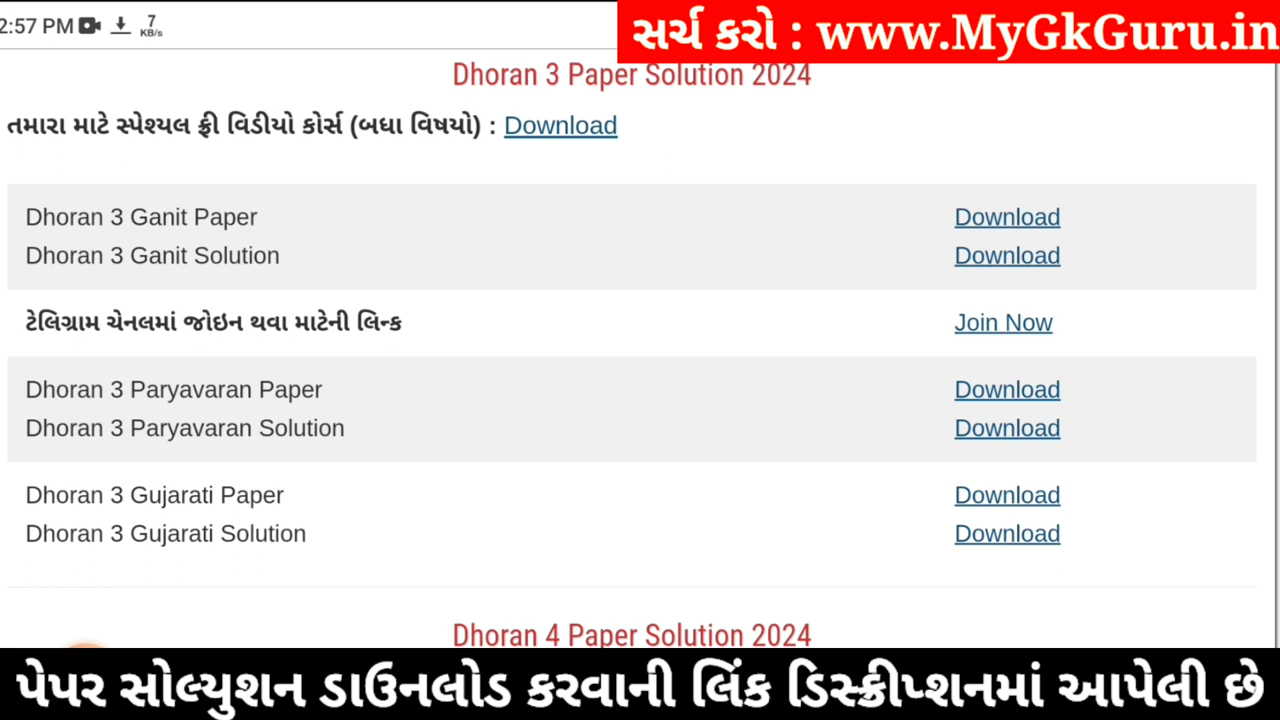 2:57 PM 7 KB/s
સર્ચ કરો : www.MyGkGuru.in
Dhoran 3 Paper Solution 2024
તમારા માટે સ્પેશ્યલ ફ્રી વિડીયો કોર્સ (બધા વિષયો) : Download
Dhoran 3 Ganit Paper Download
Dhoran 3 Ganit Solution Download
ટેલિગ્રામ ચેનલમાં જોઇન થવા માટેની લિન્ક Join Now
Dhoran 3 Paryavaran Paper Download
Dhoran 3 Paryavaran Solution Download
Dhoran 3 Gujarati Paper Download
Dhoran 3 Gujarati Solution Download
Dhoran 4 Paper Solution 2024
પેપર સોલ્યુશન ડાઉનલોડ કરવાની લિંક ડિસ્ક્રીપ્શનમાં આપેલી છે